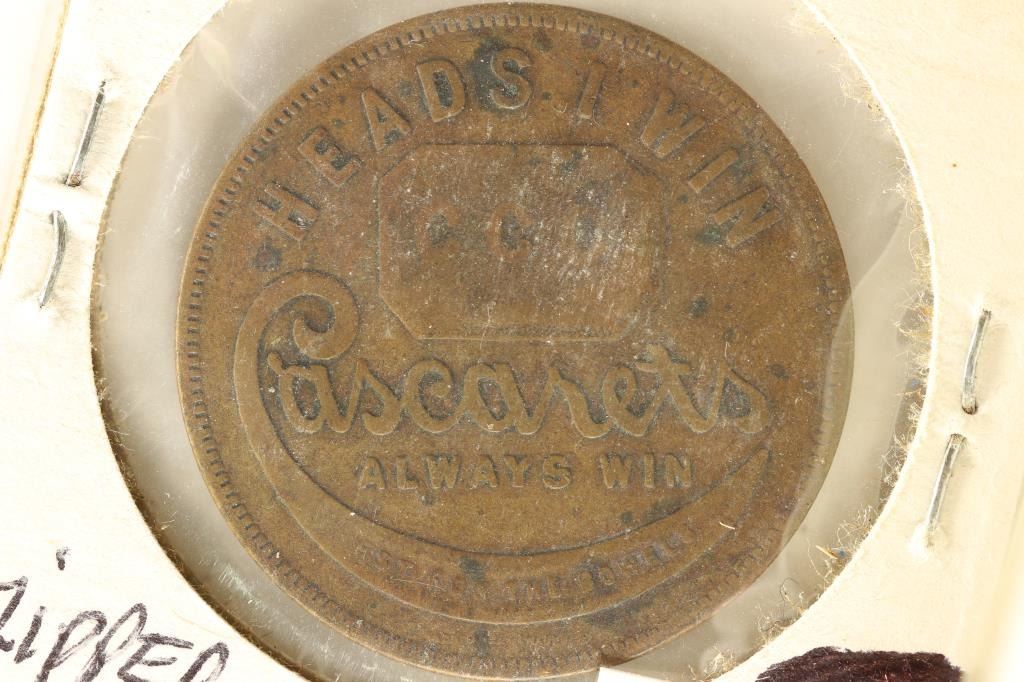 HEADS I WIN
C.C.C
Cascarets
ALWAYS WIN